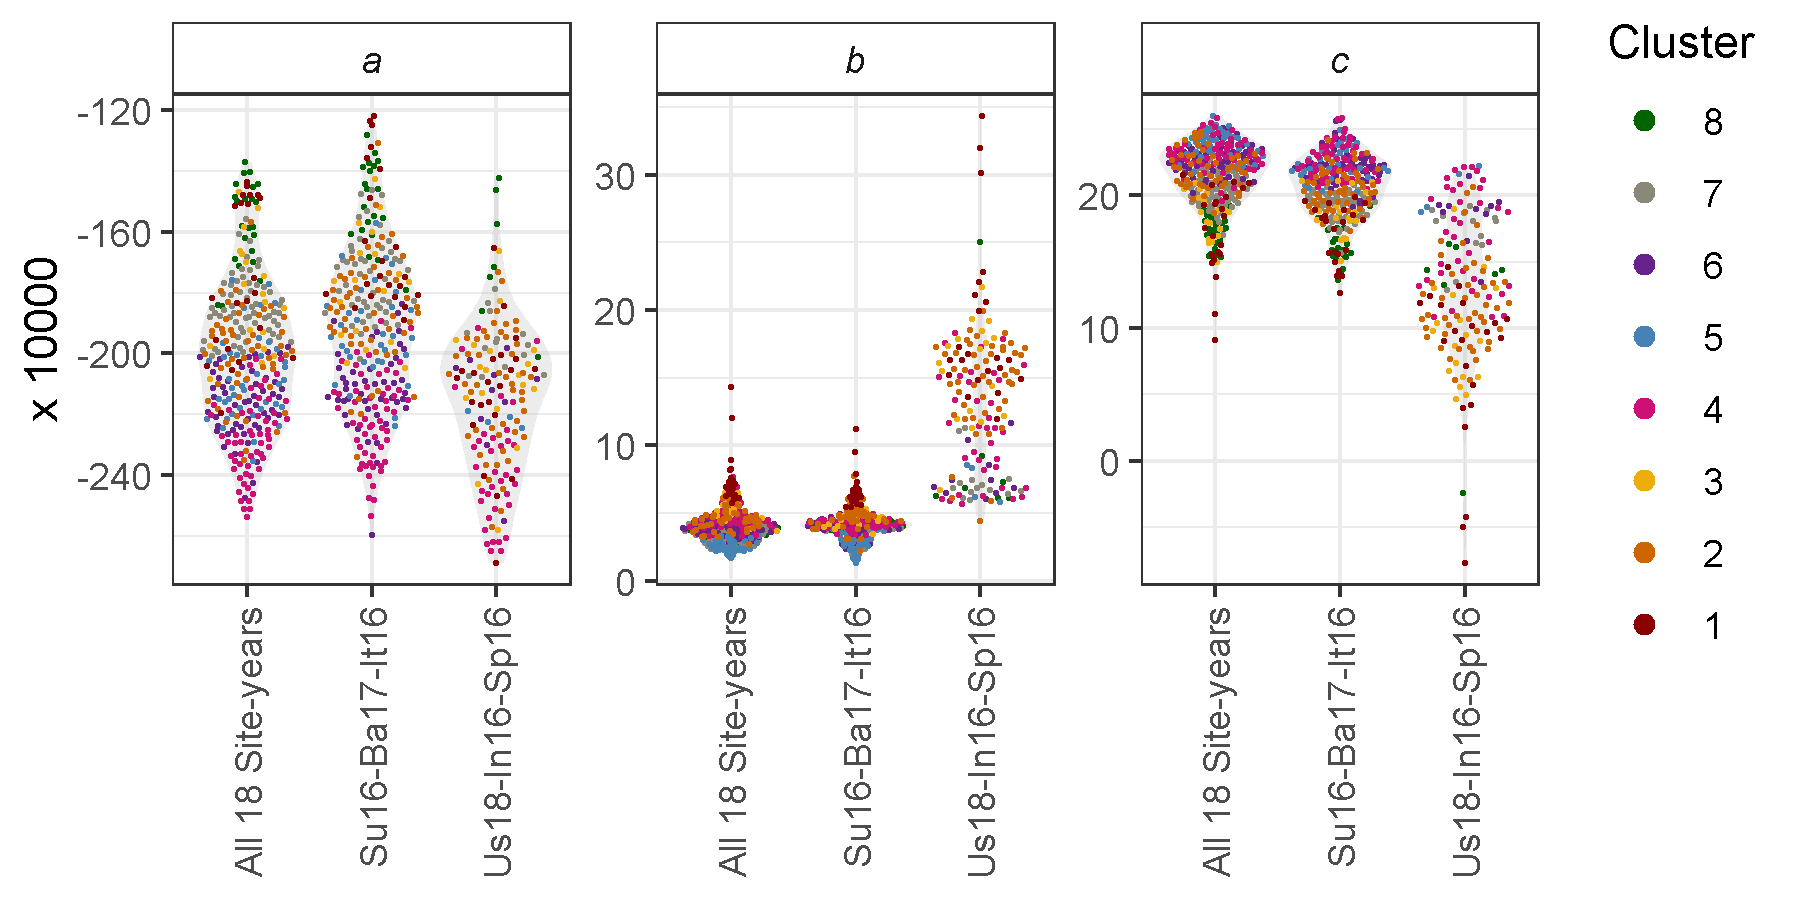 a
b
c
Cluster
8
7
6
5
4
3
2
1
x 100000
-120
-160
-200
-240
30
20
10
0
20
10
0
All 18 Site-years
Su16-Ba17-It16
Us18-In16-Sp16
All 18 Site-years
Su16-Ba17-It16
Us18-In16-Sp16
All 18 Site-years
Su16-Ba17-It16
Us18-In16-Sp16